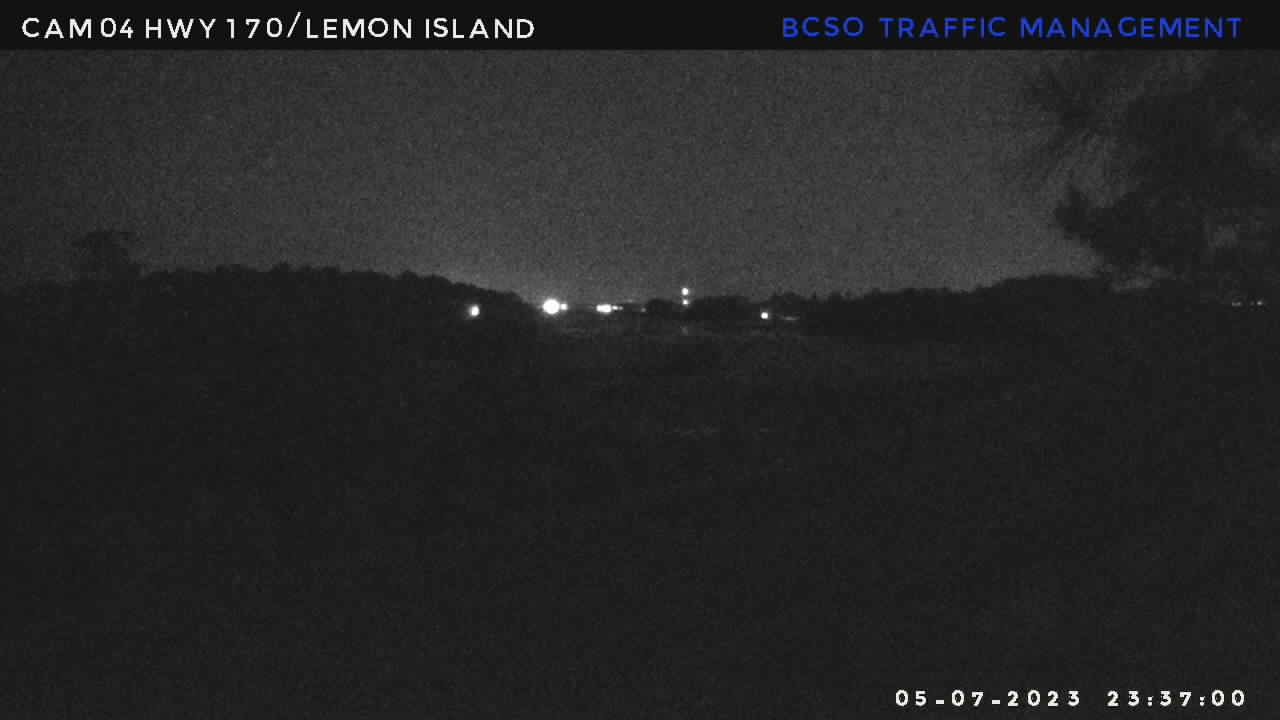 CAM04 HWY 170/LEMON ISLAND
BCSO TRAFFIC MANAGEMENT
05-07-2023 23:37:00